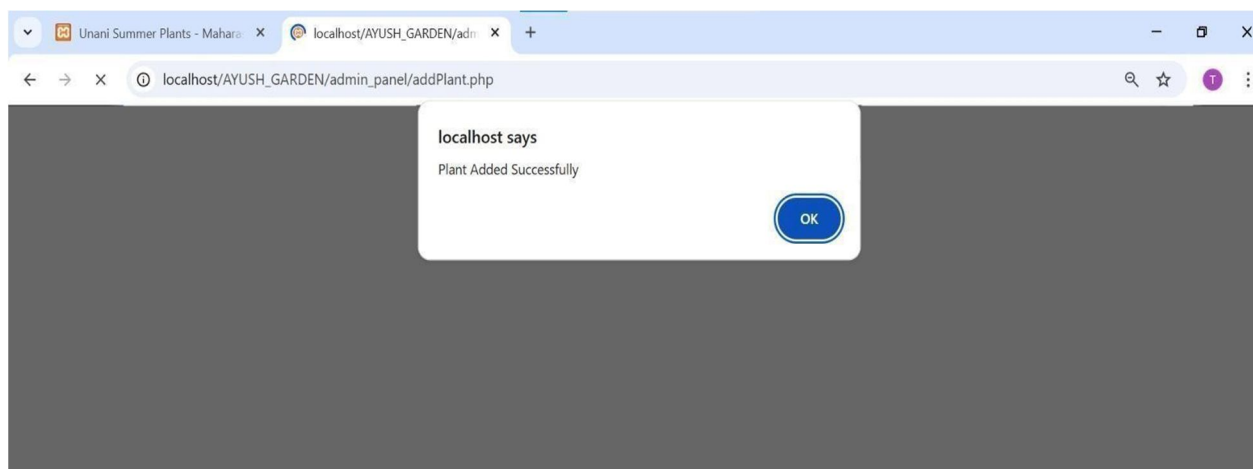 Unani Summer Plants - Mahara
localhost/AYUSH_GARDEN/adm
localhost/AYUSH_GARDEN/admin_panel/addPlant.php
T
localhost says
Plant Added Successfully
OK